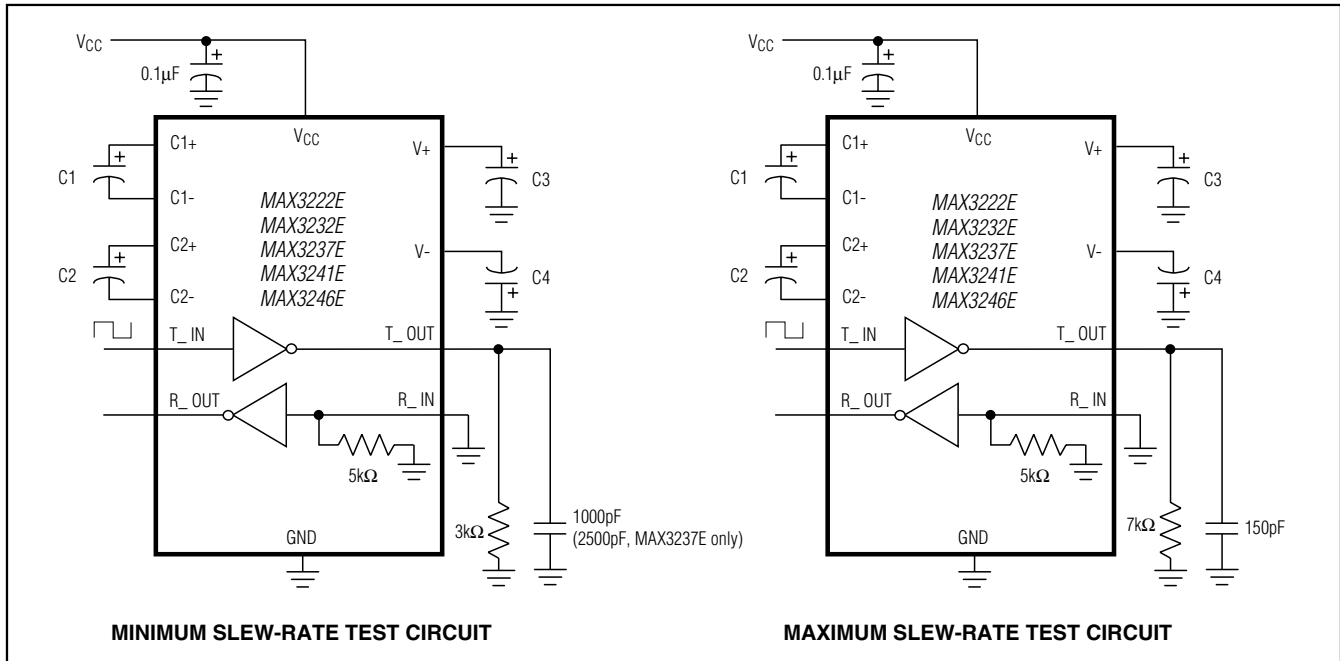 VCC
0.1µF
VCC
C1+
V+
C1
C3
C1-
MAX3222E
MAX3232E
MAX3237E
MAX3241E
MAX3246E
C2+
V-
C2
C4
C2-
T_ IN
T_ OUT
R_ OUT
R_ IN
5kΩ
3kΩ
1000pF
(2500pF, MAX3237E only)
GND
MINIMUM SLEW-RATE TEST CIRCUIT
VCC
0.1µF
VCC
C1+
V+
C1
C3
C1-
MAX3222E
MAX3232E
MAX3237E
MAX3241E
MAX3246E
C2+
V-
C2
C4
C2-
T_ IN
T_ OUT
R_ OUT
R_ IN
5kΩ
7kΩ
150pF
GND
MAXIMUM SLEW-RATE TEST CIRCUIT